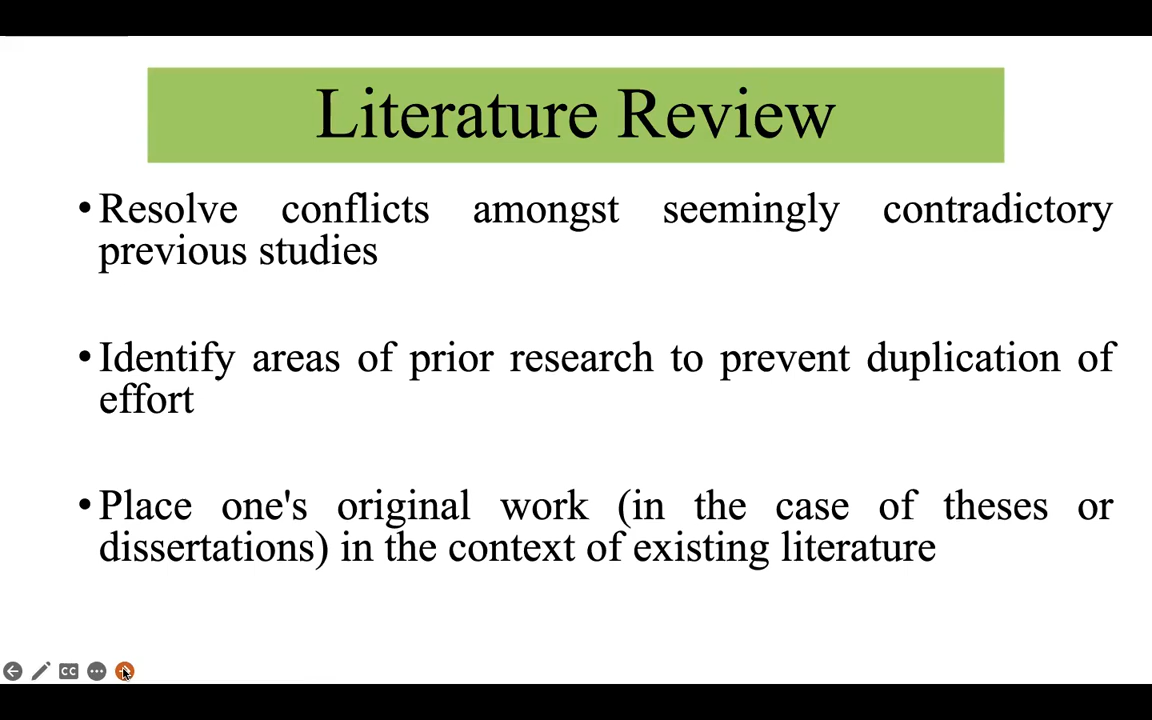 Literature Review
•Resolve conflicts amongst seemingly contradictory
previous studies
•Identify areas of prior research to prevent duplication of
effort
•Place one's original work (in the case of theses or
dissertations) in the context of existing literature
CC